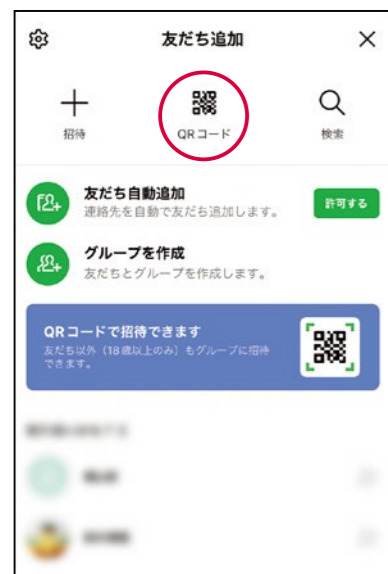 友だち追加
招待
QRコード
検索
友だち自動追加
連絡先を自動で友だち追加します。
許可する
グループを作成
友だちとグループを作成します。
QRコードで招待できます
友だち以外（18歳以上のみ）もグループに招待
できます。